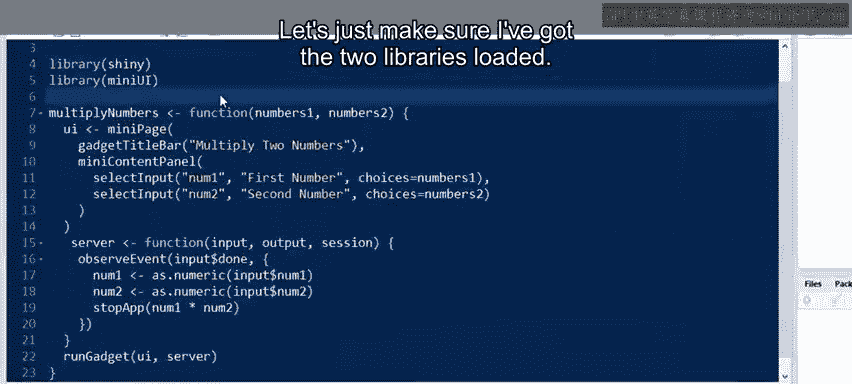 Let's just make sure I've got
the two libraries loaded.
3
4 library(shiny)
5 library(miniUI)
6
7 multiplyNumbers <- function(numbers1, numbers2) {
8 ui <- miniPage(
9 gadgetTitleBar("Multiply Two Numbers"),
10 miniContentPanel(
11 selectInput("num1", "First Number", choices=numbers1),
12 selectInput("num2", "Second Number", choices=numbers2)
13 )
14 )
15 server <- function(input, output, session) {
16 observeEvent(input$done, {
17 num1 <- as.numeric(input$num1)
18 num2 <- as.numeric(input$num2)
19 stopApp(num1 * num2)
20 })
21 }
22 runGadget(ui, server)
23 }
Files Pack